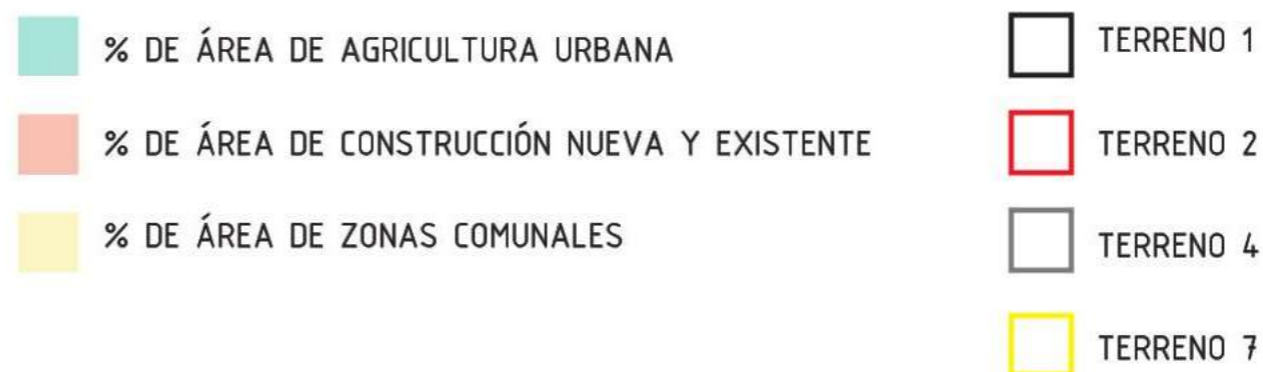 % DE ÁREA DE AGRICULTURA URBANA
% DE ÁREA DE CONSTRUCCIÓN NUEVA Y EXISTENTE
% DE ÁREA DE ZONAS COMUNALES
TERRENO 1
TERRENO 2
TERRENO 4
TERRENO 7